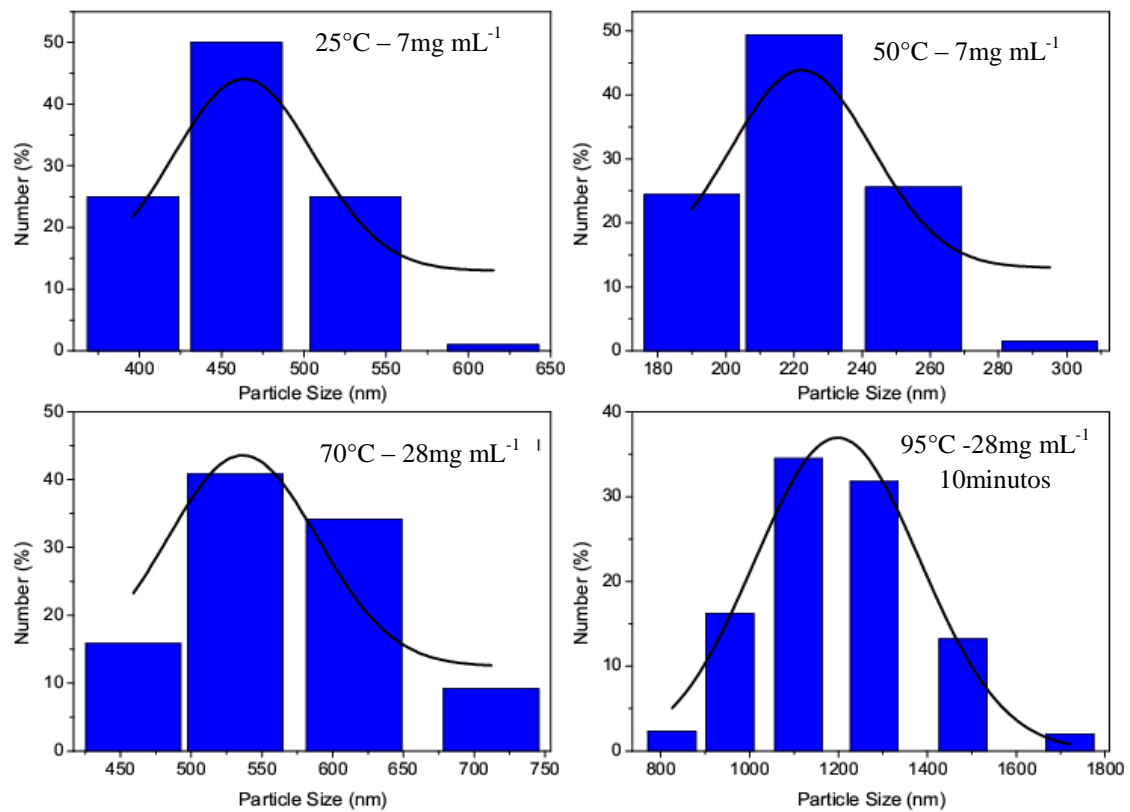 25°C – 7mg mL-1
50
40
30
20
10
0
Number (%)
400 450 500 550 600 650
Particle Size (nm)
50°C – 7mg mL-1
50
40
30
20
10
0
Number (%)
180 200 220 240 260 280 300
Particle Size (nm)
70°C – 28mg mL-1
50
40
30
20
10
0
Number (%)
450 500 550 600 650 700 750
Particle Size (nm)
95°C -28mg mL-1
10minutos
40
30
20
10
0
Number (%)
800 1000 1200 1400 1600 1800
Particle Size (nm)